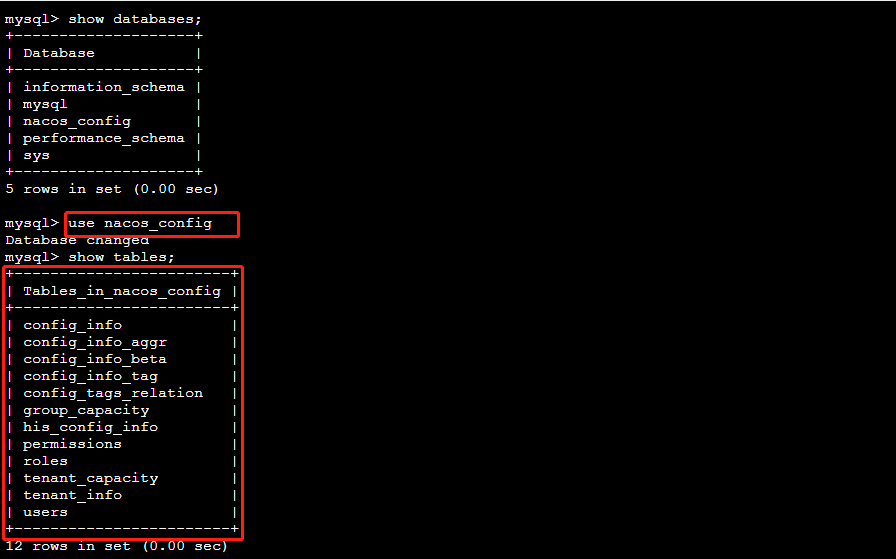 mysql> show databases;
+--------------------+
| Database           |
+--------------------+
| information_schema |
| mysql              |
| nacos_config       |
| performance_schema |
| sys                |
+--------------------+
5 rows in set (0.00 sec)
mysql> use nacos_config
Database changed
mysql> show tables;
+------------------------+
| Tables_in_nacos_config |
+------------------------+
| config_info            |
| config_info_aggr       |
| config_info_beta       |
| config_info_tag        |
| config_tags_relation   |
| group_capacity         |
| his_config_info        |
| permissions            |
| roles                  |
| tenant_capacity        |
| tenant_info            |
| users                  |
+------------------------+
12 rows in set (0.00 sec)